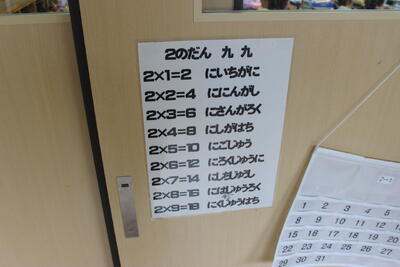 2のだん 九九
2×1=2 にいちがに
2×2=4 ににんがし
2×3=6 にさんがろく
2×4=8 にしがはち
2×5=10 にごじゅう
2×6=12 にろくじゅうに
2×7=14 にしちじゅうし
2×8=16 にはちじゅうろく
2×9=18 にくじゅうはち
1 2 3 4 5
8 9 10 11 12
15 16 17 18 19
22 23 24 25 26
29 30 31